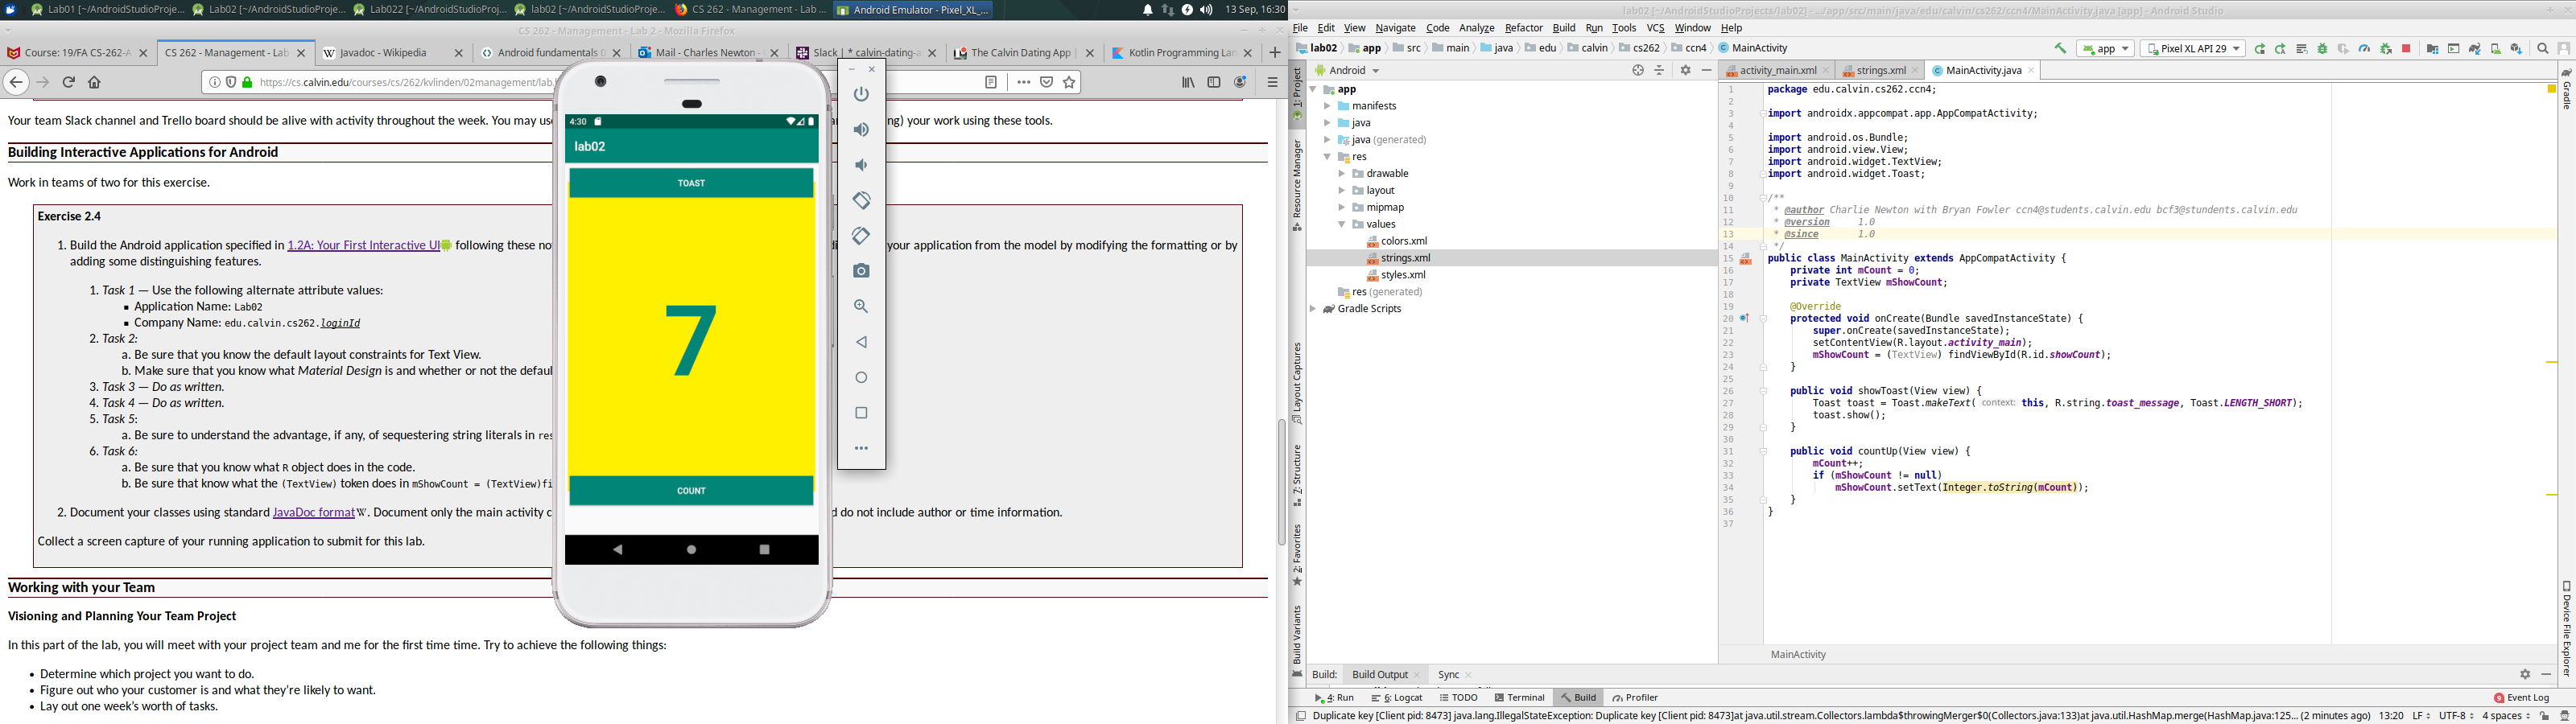 Lab01 [~/AndroidStudioProje...
Lab02 [~/AndroidStudioProje...
Lab022 [~/AndroidStudioProj...
lab02 [~/AndroidStudioProje...
CS 262 - Management - Lab ...
Android Emulator - Pixel_XL_...
13 Sep, 16:30
CS 262 - Management - Lab 2 - Mozilla Firefox
Course: 19/FA CS-262-A
CS 262 - Management - Lab
Javadoc - Wikipedia
Android fundamentals 0
Mail - Charles Newton -
Slack | * calvin-dating-a
The Calvin Dating App |
Kotlin Programming Lan
https://cs.calvin.edu/courses/cs/262/kvlinden/02management/lab.
Your team Slack channel and Trello board should be alive with activity throughout the week. You may us
ng) your work using these tools.
Building Interactive Applications for Android
Work in teams of two for this exercise.
Exercise 2.4
1. Build the Android application specified in 1.2A: Your First Interactive UI following these no
your application from the model by modifying the formatting or by
adding some distinguishing features.
1. Task 1 — Use the following alternate attribute values:
Application Name: Lab02
Company Name: edu.calvin.cs262.loginId
2. Task 2:
a. Be sure that you know the default layout constraints for Text View.
b. Make sure that you know what Material Design is and whether or not the defaul
3. Task 3 — Do as written.
4. Task 4 — Do as written.
5. Task 5:
a. Be sure to understand the advantage, if any, of sequestering string literals in res
6. Task 6:
a. Be sure that you know what R object does in the code.
b. Be sure that know what the (TextView) token does in mShowCount = (TextView)fi
2. Document your classes using standard JavaDoc format W. Document only the main activity c
d do not include author or time information.
Collect a screen capture of your running application to submit for this lab.
Working with your Team
Visioning and Planning Your Team Project
In this part of the lab, you will meet with your project team and me for the first time time. Try to achieve the following things:
• Determine which project you want to do.
• Figure out who your customer is and what they're likely to want.
• Lay out one week's worth of tasks.
4:30
lab02
TOAST
7
COUNT
lab02 [~/AndroidStudioProjects/lab02] - .../app/src/main/java/edu/calvin/cs262/ccn4/MainActivity.java [app] - Android Studio
File Edit View Navigate Code Analyze Refactor Build Run Tools VCS Window Help
lab02 app src main java edu calvin cs262 ccn4 MainActivity
app
Pixel XL API 29
Android
activity_main.xml
strings.xml
MainActivity.java
1: Project
Resource Manager
Layout Captures
7: Structure
2: Favorites
Build Variants
app
manifests
java
java (generated)
res
drawable
layout
mipmap
values
colors.xml
strings.xml
styles.xml
res (generated)
Gradle Scripts
1 package edu.calvin.cs262.ccn4;
2
3 import androidx.appcompat.app.AppCompatActivity;
4
5 import android.os.Bundle;
6 import android.view.View;
7 import android.widget.TextView;
8 import android.widget.Toast;
9
10 /**
11 * @author Charlie Newton with Bryan Fowler ccn4@students.calvin.edu bcf3@stundents.calvin.edu
12 * @version 1.0
13 * @since 1.0
14 */
15 public class MainActivity extends AppCompatActivity {
16 private int mCount = 0;
17 private TextView mShowCount;
18
19 @Override
20 protected void onCreate(Bundle savedInstanceState) {
21 super.onCreate(savedInstanceState);
22 setContentView(R.layout.activity_main);
23 mShowCount = (TextView) findViewById(R.id.showCount);
24 }
25
26 public void showToast(View view) {
27 Toast toast = Toast.makeText( context: this, R.string.toast_message, Toast.LENGTH_SHORT);
28 toast.show();
29 }
30
31 public void countUp(View view) {
32 mCount++;
33 if (mShowCount != null)
34 mShowCount.setText(Integer.toString(mCount));
35 }
36 }
37
MainActivity
Gradle
Device File Explorer
Build: Build Output Sync
4: Run 6: Logcat TODO Terminal Build Profiler
Event Log
Duplicate key [Client pid: 8473] java.lang.IllegalStateException: Duplicate key [Client pid: 8473]at java.util.stream.Collectors.lambda$throwingMerger$0(Collectors.java:133)at java.util.HashMap.merge(HashMap.java:125... (2 minutes ago) 13:20 LF UTF-8 4 spaces